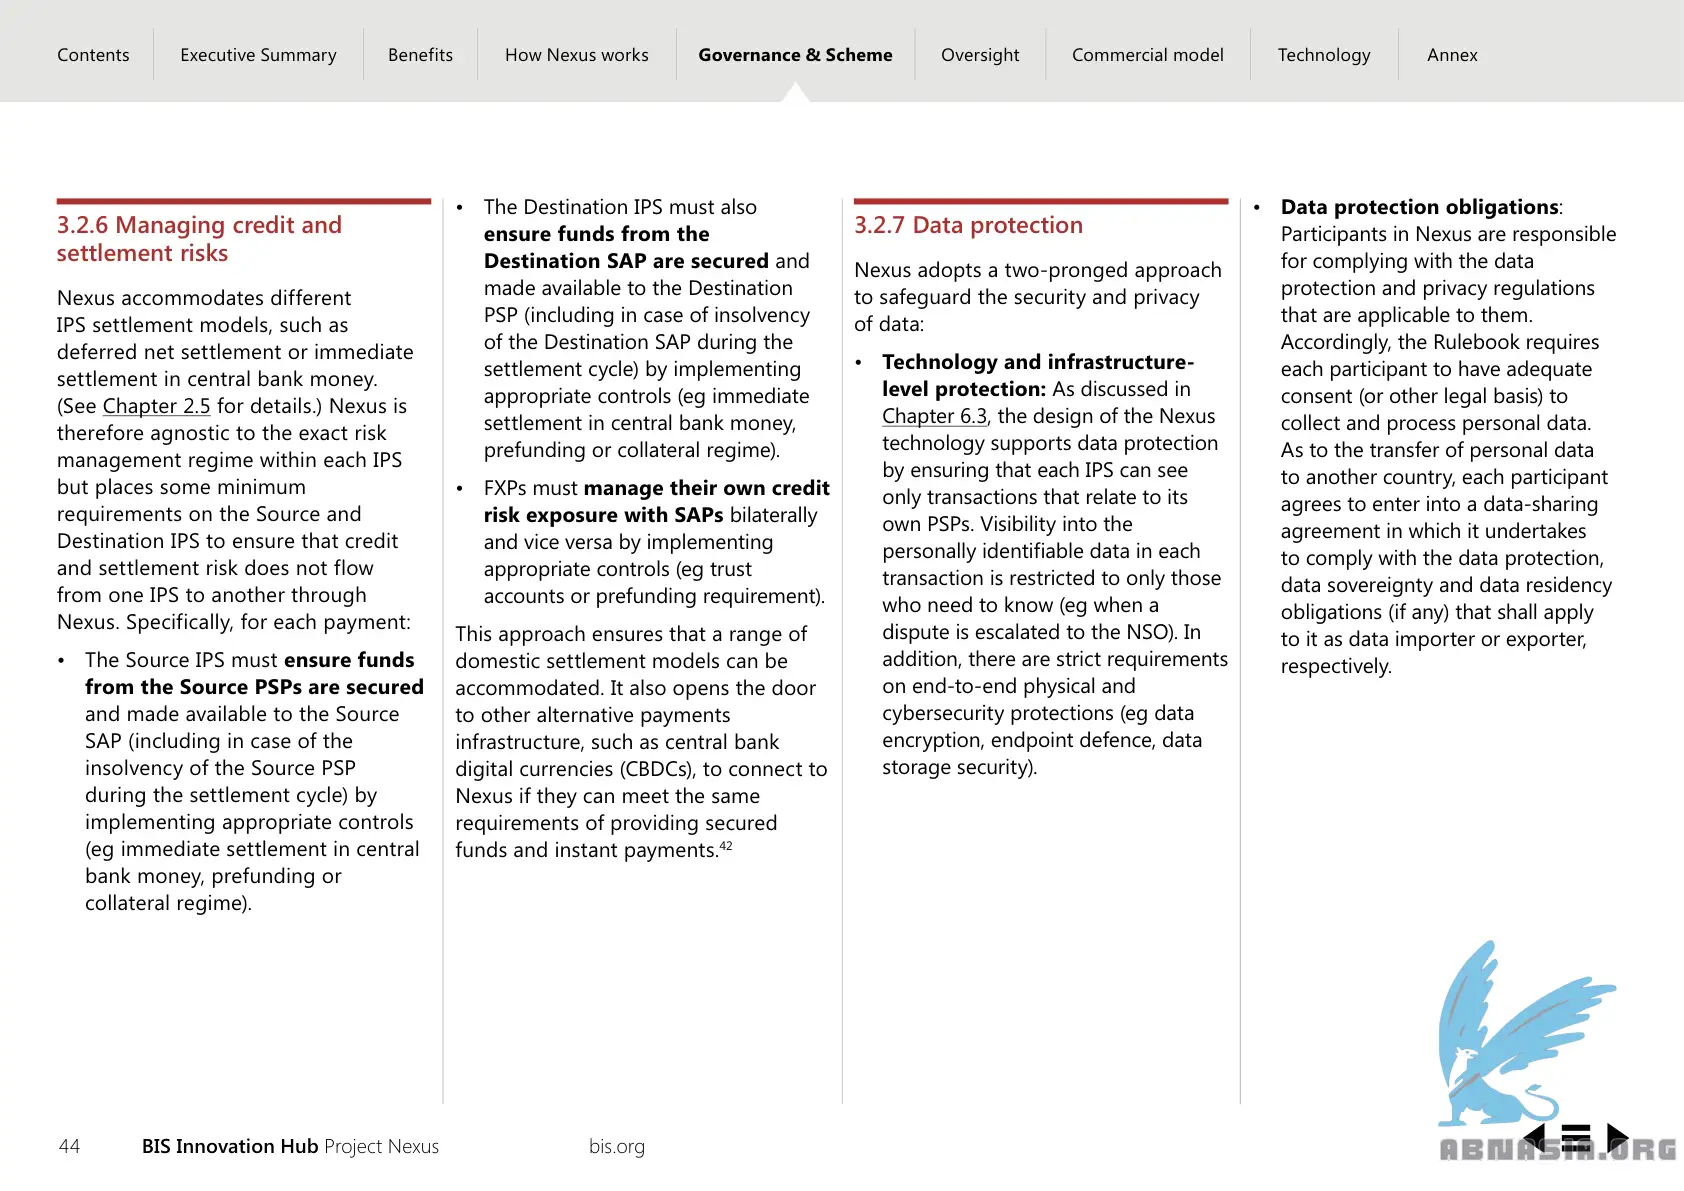 Contents
Executive Summary
Benefits
How Nexus works
Governance & Scheme
Oversight
Commercial model
Technology
Annex
3.2.6 Managing credit and
settlement risks
Nexus accommodates different
IPS settlement models, such as
deferred net settlement or immediate
settlement in central bank money.
(See Chapter 2.5 for details.) Nexus is
therefore agnostic to the exact risk
management regime within each IPS
but places some minimum
requirements on the Source and
Destination IPS to ensure that credit
and settlement risk does not flow
from one IPS to another through
Nexus. Specifically, for each payment:
• The Source IPS must ensure funds
from the Source PSPs are secured
and made available to the Source
SAP (including in case of the
insolvency of the Source PSP
during the settlement cycle) by
implementing appropriate controls
(eg immediate settlement in central
bank money, prefunding or
collateral regime).
• The Destination IPS must also
ensure funds from the
Destination SAP are secured and
made available to the Destination
PSP (including in case of insolvency
of the Destination SAP during the
settlement cycle) by implementing
appropriate controls (eg immediate
settlement in central bank money,
prefunding or collateral regime).
• FXPs must manage their own credit
risk exposure with SAPs bilaterally
and vice versa by implementing
appropriate controls (eg trust
accounts or prefunding requirement).
This approach ensures that a range of
domestic settlement models can be
accommodated. It also opens the door
to other alternative payments
infrastructure, such as central bank
digital currencies (CBDCs), to connect to
Nexus if they can meet the same
requirements of providing secured
funds and instant payments.42
3.2.7 Data protection
Nexus adopts a two-pronged approach
to safeguard the security and privacy
of data:
• Technology and infrastructure-
level protection: As discussed in
Chapter 6.3, the design of the Nexus
technology supports data protection
by ensuring that each IPS can see
only transactions that relate to its
own PSPs. Visibility into the
personally identifiable data in each
transaction is restricted to only those
who need to know (eg when a
dispute is escalated to the NSO). In
addition, there are strict requirements
on end-to-end physical and
cybersecurity protections (eg data
encryption, endpoint defence, data
storage security).
• Data protection obligations:
Participants in Nexus are responsible
for complying with the data
protection and privacy regulations
that are applicable to them.
Accordingly, the Rulebook requires
each participant to have adequate
consent (or other legal basis) to
collect and process personal data.
As to the transfer of personal data
to another country, each participant
agrees to enter into a data-sharing
agreement in which it undertakes
to comply with the data protection,
data sovereignty and data residency
obligations (if any) that shall apply
to it as data importer or exporter,
respectively.
44
BIS Innovation Hub Project Nexus
bis.org
ABNASIA.ORG